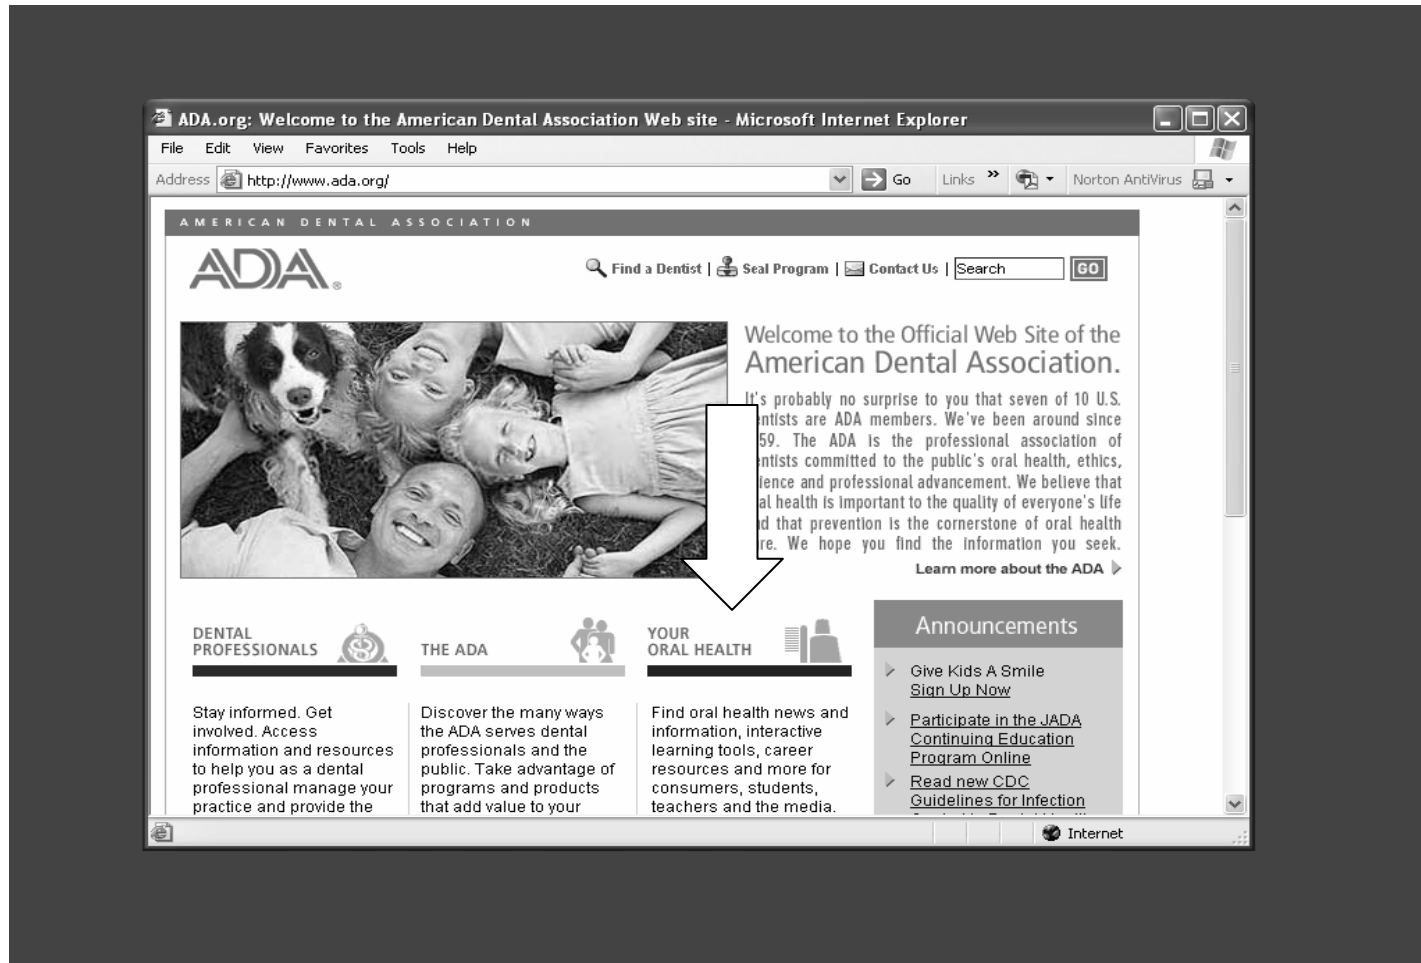 ADA.org: Welcome to the American Dental Association Web site - Microsoft Internet Explorer
File Edit View Favorites Tools Help
Address http://www.ada.org/ Go Links » Norton AntiVirus
AMERICAN DENTAL ASSOCIATION
ADA® Find a Dentist | Seal Program | Contact Us | Search GO
Welcome to the Official Web Site of the
American Dental Association.
It's probably no surprise to you that seven of 10 U.S.
are ADA members. We've been around since
59. The ADA is the professional association of
committed to the public's oral health, ethics,
and professional advancement. We believe that
health is important to the quality of everyone's life
that prevention is the cornerstone of oral health
We hope you find the information you seek.
Learn more about the ADA
DENTAL
PROFESSIONALS
Stay informed. Get
involved. Access
information and resources
to help you as a dental
professional manage your
practice and provide the
THE ADA
Discover the many ways
the ADA serves dental
professionals and the
public. Take advantage of
programs and products
that add value to your
YOUR
ORAL HEALTH
Find oral health news and
information, interactive
learning tools, career
resources and more for
consumers, students,
teachers and the media.
Announcements
Give Kids A Smile
Sign Up Now
Participate in the JADA
Continuing Education
Program Online
Read new CDC
Guidelines for Infection
Internet